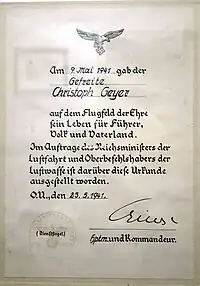 Am 9. Mai 1941 gab der
Gefreite
Christoph Geyer
auf dem Flugfeld der Ehre
sein Leben für Führer,
Volk und Vaterland.
Im Auftrage des Reichsministers der
Luftfahrt und Oberbefehlshabers der
Luftwaffe ist darüber diese Urkunde
ausgestellt worden.
O.U., den 23.5.1941.
(Dienstsiegel)
Hptm. und Kommandeur.